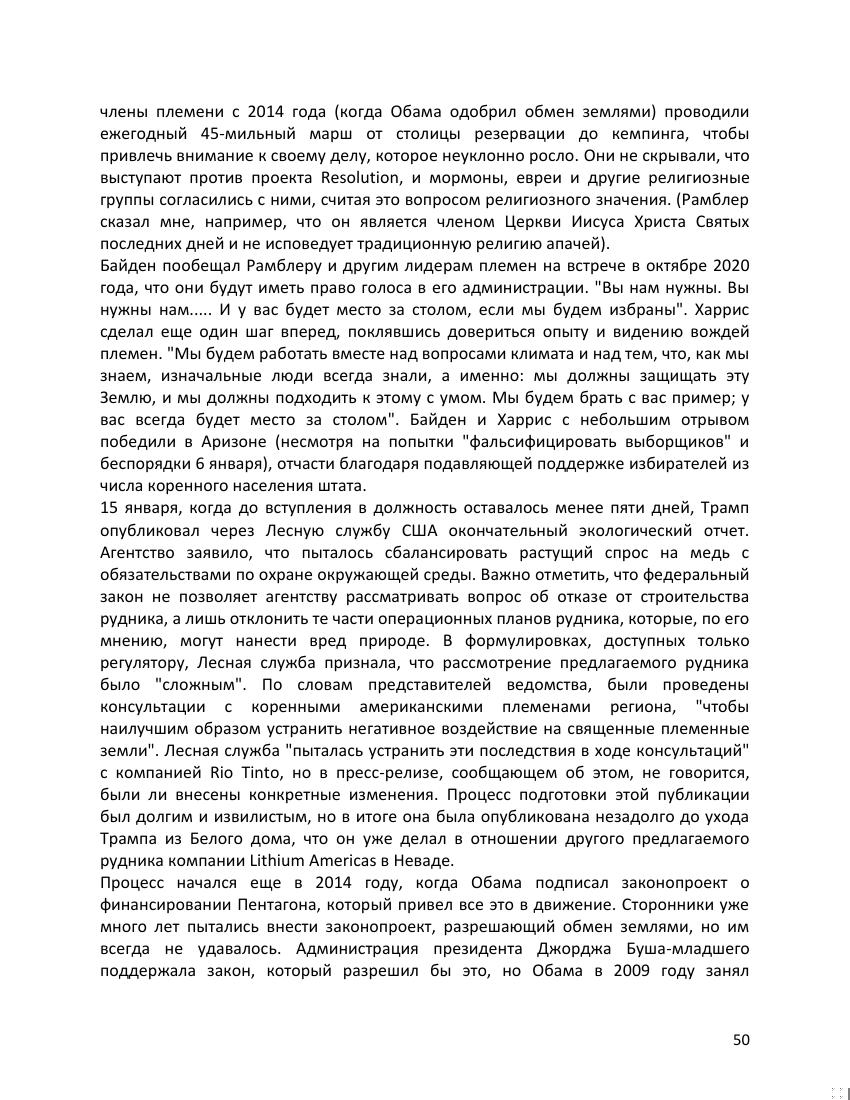 члены племени с 2014 года (когда Обама одобрил обмен землями) проводили
ежегодный 45-мильный марш от столицы резервации до кемпинга, чтобы
привлечь внимание к своему делу, которое неуклонно росло. Они не скрывали, что
выступают против проекта Resolution, и мормоны, евреи и другие религиозные
группы согласились с ними, считая это вопросом религиозного значения. (Рамблер
сказал мне, например, что он является членом Церкви Иисуса Христа Святых
последних дней и не исповедует традиционную религию апачей).
Байден пообещал Рамблеру и другим лидерам племен на встрече в октябре 2020
года, что они будут иметь право голоса в его администрации. "Вы нам нужны. Вы
нужны нам..... И у вас будет место за столом, если мы будем избраны". Харрис
сделал еще один шаг вперед, поклявшись довериться опыту и видению вождей
племен. "Мы будем работать вместе над вопросами климата и над тем, что, как мы
знаем, изначальные люди всегда знали, а именно: мы должны защищать эту
Землю, и мы должны подходить к этому с умом. Мы будем брать с вас пример; у
вас всегда будет место за столом". Байден и Харрис с небольшим отрывом
победили в Аризоне (несмотря на попытки "фальсифицировать выборщиков" и
беспорядки 6 января), отчасти благодаря подавляющей поддержке избирателей из
числа коренного населения штата.
15 января, когда до вступления в должность оставалось менее пяти дней, Трамп
опубликовал через Лесную службу США окончательный экологический отчет.
Агентство заявило, что пыталось сбалансировать растущий спрос на медь с
обязательствами по охране окружающей среды. Важно отметить, что федеральный
закон не позволяет агентству рассматривать вопрос об отказе от строительства
рудника, а лишь отклонить те части операционных планов рудника, которые, по его
мнению, могут нанести вред природе. В формулировках, доступных только
регулятору, Лесная служба признала, что рассмотрение предлагаемого рудника
было "сложным". По словам представителей ведомства, были проведены
консультации с коренными американскими племенами региона, "чтобы
наилучшим образом устранить негативное воздействие на священные племенные
земли". Лесная служба "пыталась устранить эти последствия в ходе консультаций"
с компанией Rio Tinto, но в пресс-релизе, сообщающем об этом, не говорится,
были ли внесены конкретные изменения. Процесс подготовки этой публикации
был долгим и извилистым, но в итоге она была опубликована незадолго до ухода
Трампа из Белого дома, что он уже делал в отношении другого предлагаемого
рудника компании Lithium Americas в Неваде.
Процесс начался еще в 2014 году, когда Обама подписал законопроект о
финансировании Пентагона, который привел все это в движение. Сторонники уже
много лет пытались внести законопроект, разрешающий обмен землями, но им
всегда не удавалось. Администрация президента Джорджа Буша-младшего
поддержала закон, который разрешил бы это, но Обама в 2009 году занял
50